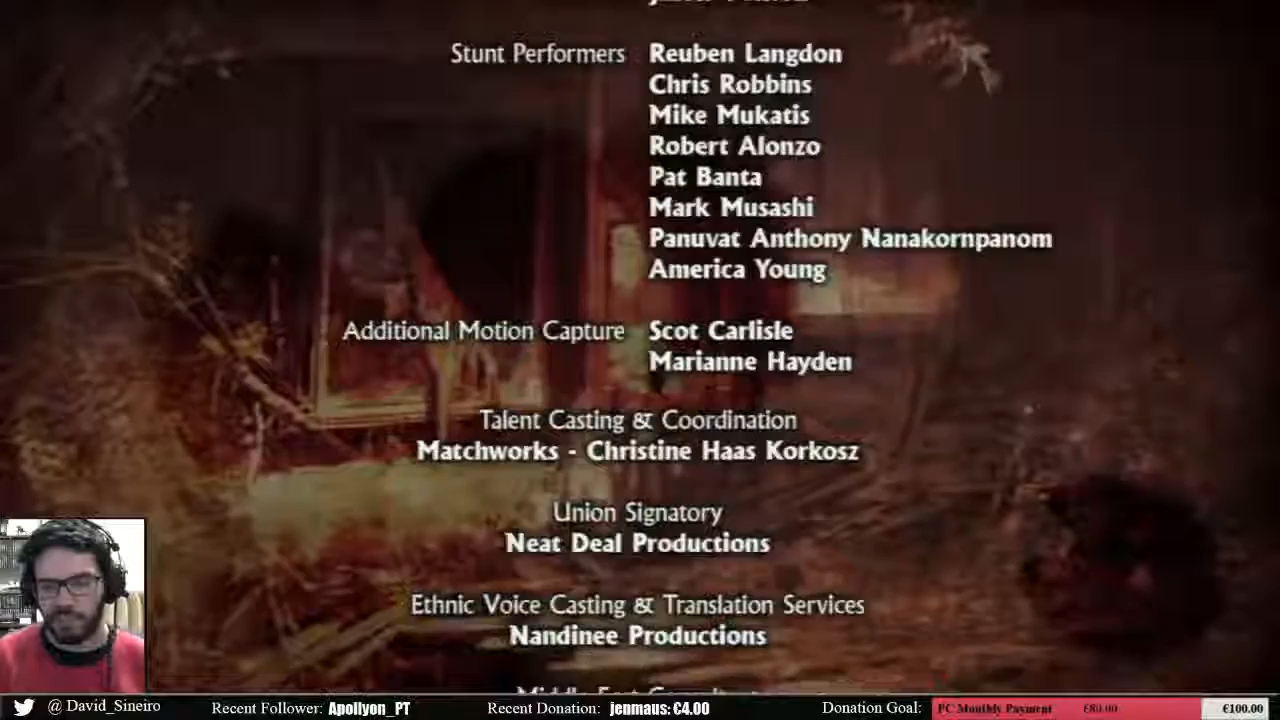 Stunt Performers Reuben Langdon
Chris Robbins
Mike Mukatis
Robert Alonzo
Pat Banta
Mark Musashi
Panuvat Anthony Nanakornpanom
America Young
Additional Motion Capture Scot Carlisle
Marianne Hayden
Talent Casting & Coordination
Matchworks - Christine Haas Korkosz
Union Signatory
Neat Deal Productions
Ethnic Voice Casting & Translation Services
Nandinee Productions
@ David_Sineiro Recent Follower: Apollyon_PT Recent Donation: jenmaus: €4.00 Donation Goal: PC Monthly Payment €80.00 €100.00